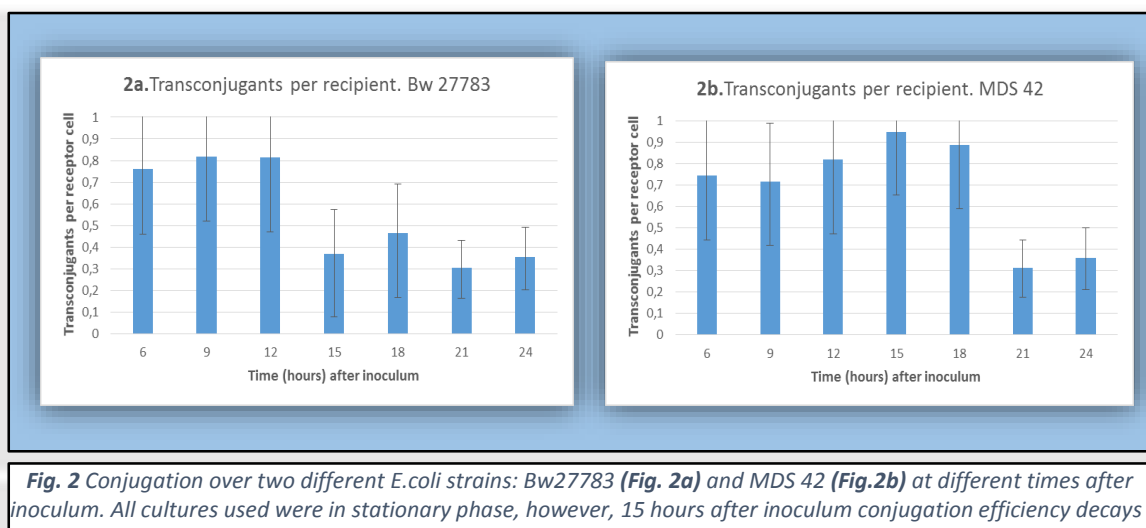 2a.Transconjugants per recipient. Bw 27783
Transconjugants per receptor cell
1
0,9
0,8
0,7
0,6
0,5
0,4
0,3
0,2
0,1
0
6 9 12 15 18 21 24
Time (hours) after inoculum
2b.Transconjugants per recipient. MDS 42
Transconjugants per receptor cell
1
0,9
0,8
0,7
0,6
0,5
0,4
0,3
0,2
0,1
0
6 9 12 15 18 21 24
Time (hours) after inoculum
Fig. 2 Conjugation over two different E.coli strains: Bw27783 (Fig. 2a) and MDS 42 (Fig.2b) at different times after
inoculum. All cultures used were in stationary phase, however, 15 hours after inoculum conjugation efficiency decays